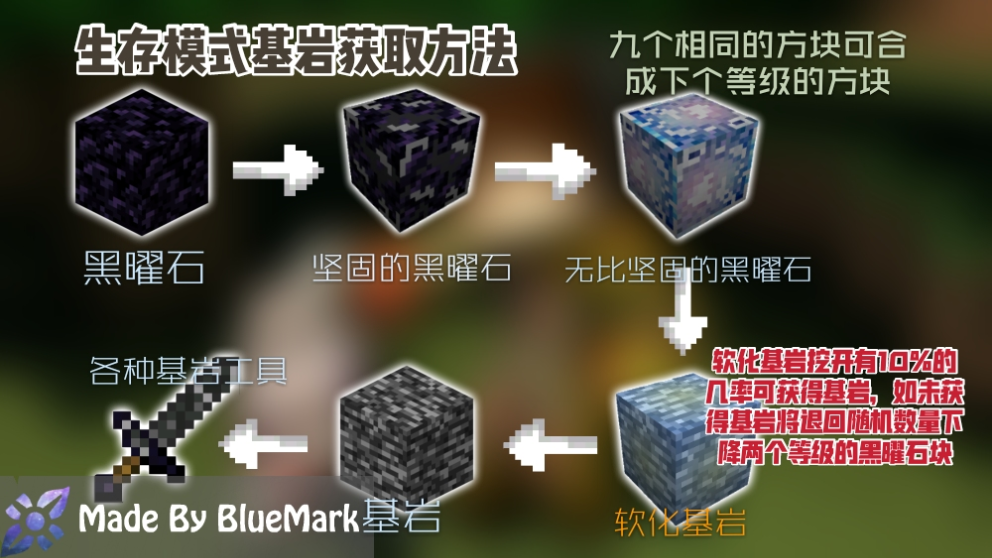 生存模式基岩获取方法
九个相同的方块可合
成下个等级的方块
黑曜石
坚固的黑曜石
无比坚固的黑曜石
各种基岩工具
软化基岩挖开有10%的
几率可获得基岩，如未获
得基岩将退回随机数量下
降两个等级的黑曜石块
Made By BlueMark
基岩
软化基岩